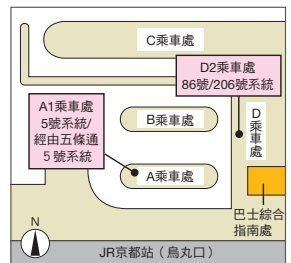 C乘車處
D2乘車處
86號/206號系統
A1乘車處
5號系統/
經由五條通
5 號系統
B乘車處
D乘車處
A乘車處
巴士綜合
指南處
N
JR京都站（烏丸口）